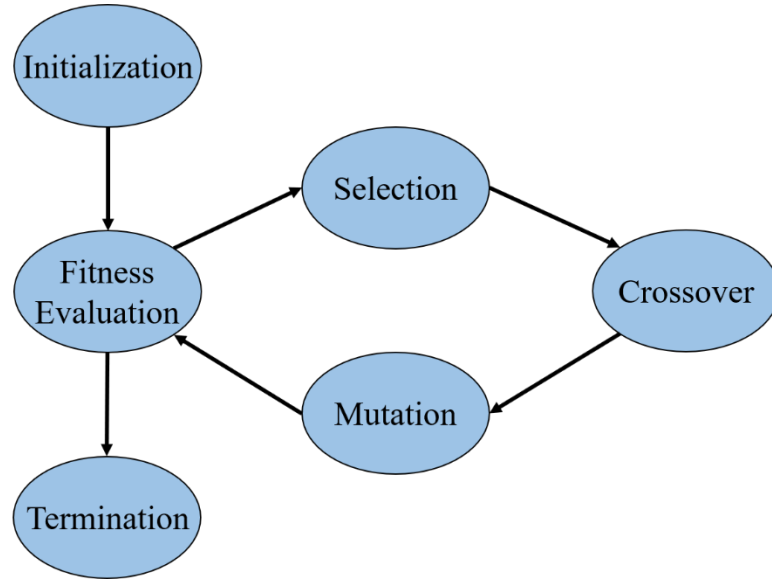 Initialization
Selection
Fitness
Evaluation
Crossover
Mutation
Termination